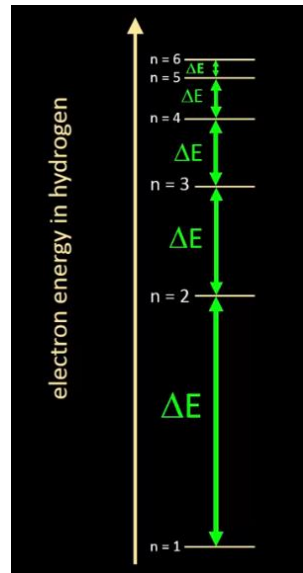 electron energy in hydrogen
n = 6
ΔE
n = 5
ΔE
n = 4
ΔE
n = 3
ΔE
n = 2
ΔE
n = 1